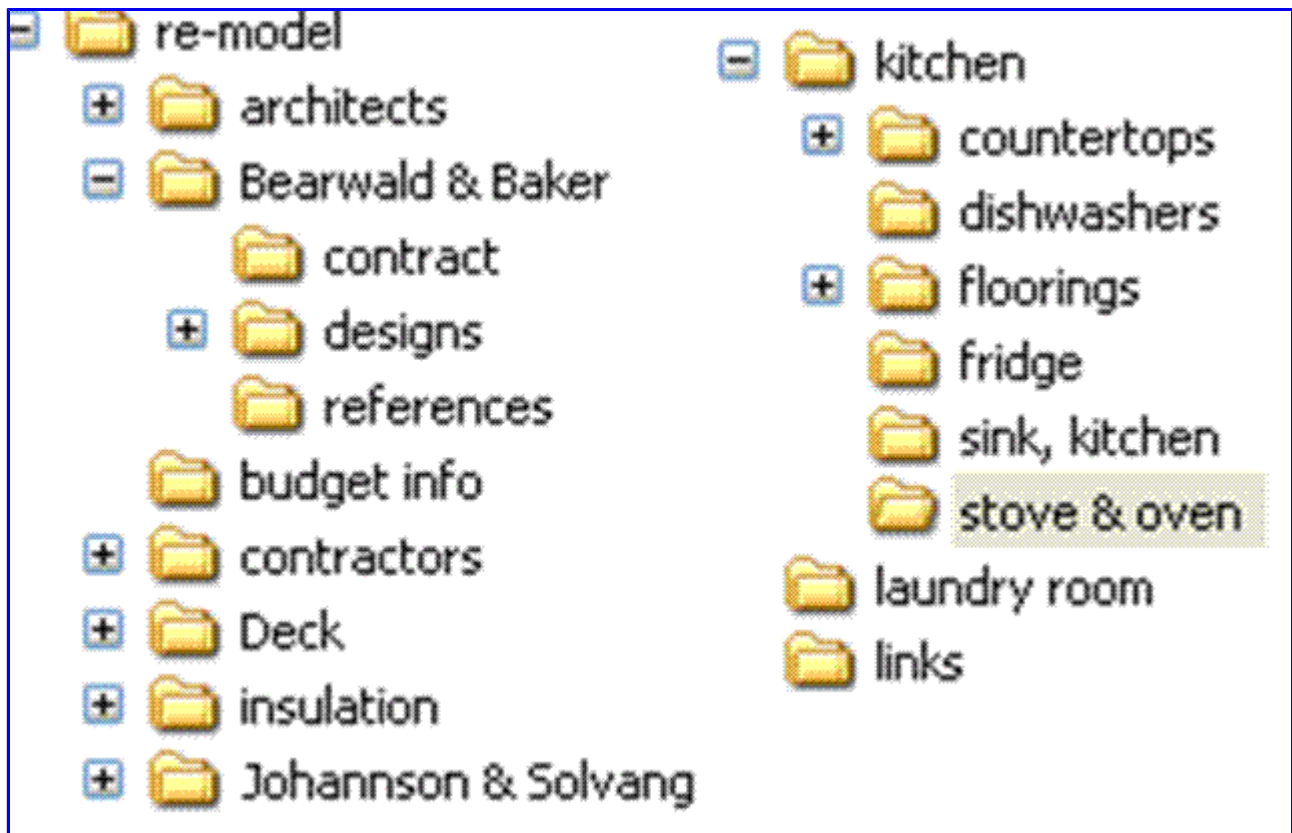 re-model
architects
Bearwald & Baker
contract
designs
references
budget info
contractors
Deck
insulation
Johannson & Solvang
kitchen
countertops
dishwashers
floorings
fridge
sink, kitchen
stove & oven
laundry room
links